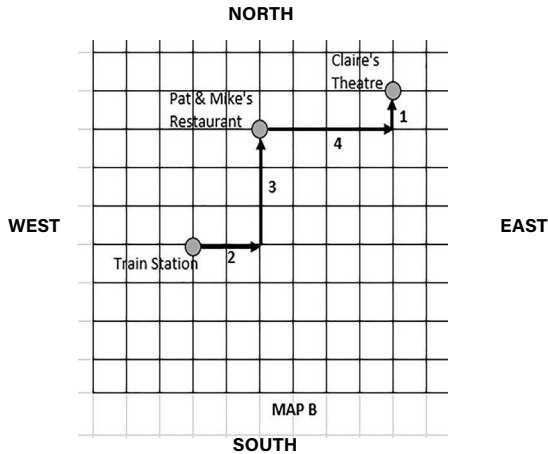 NORTH
Claire's
Theatre
Pat & Mike's
Restaurant
1
4
3
WEST
EAST
2
Train Station
MAP B
SOUTH